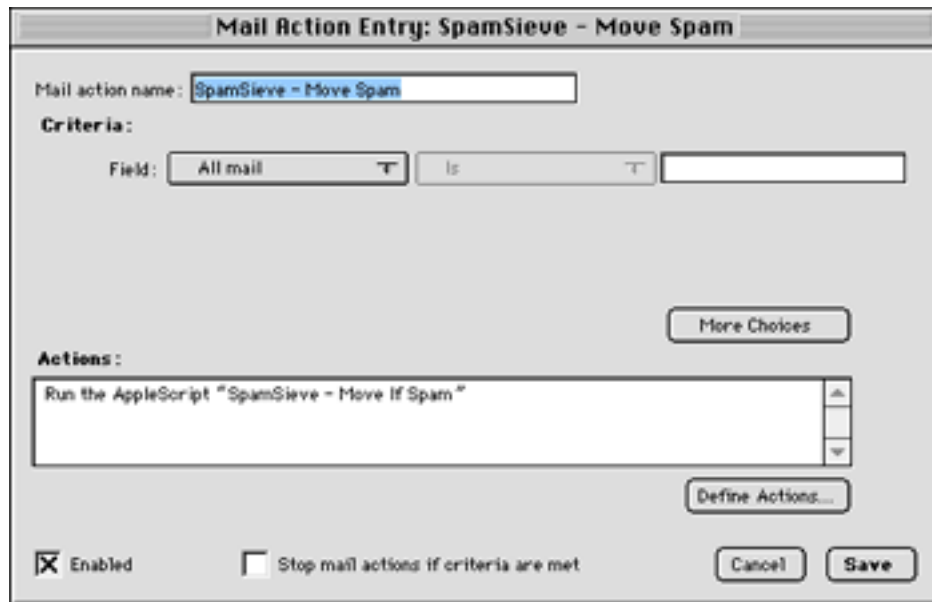 Mail Action Entry: SpamSieve - Move Spam
Mail action name: SpamSieve - Move Spam
Criteria:
Field: All mail Is
More Choices
Actions:
Run the AppleScript "SpamSieve - Move If Spam"
Define Actions...
Enabled Stop mail actions if criteria are met Cancel Save